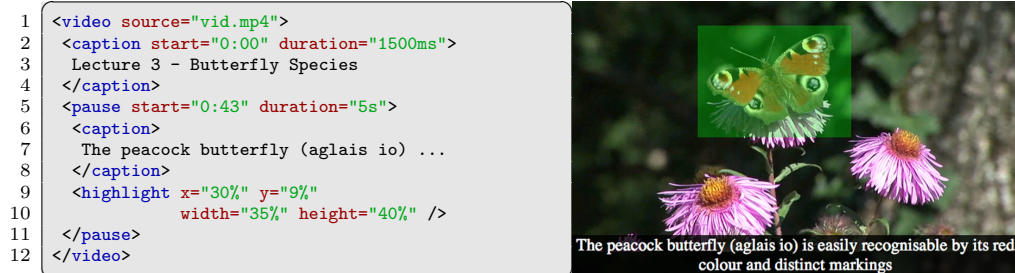 1 <video source="vid.mp4">
2 <caption start="0:00" duration="1500ms">
3 Lecture 3 - Butterfly Species
4 </caption>
5 <pause start="0:43" duration="5s">
6 <caption>
7 The peacock butterfly (aglais io) ...
8 </caption>
9 <highlight x="30%" y="9%"
10 width="35%" height="40%" />
11 </pause>
12 </video>
The peacock butterfly (aglais io) is easily recognisable by its red
colour and distinct markings